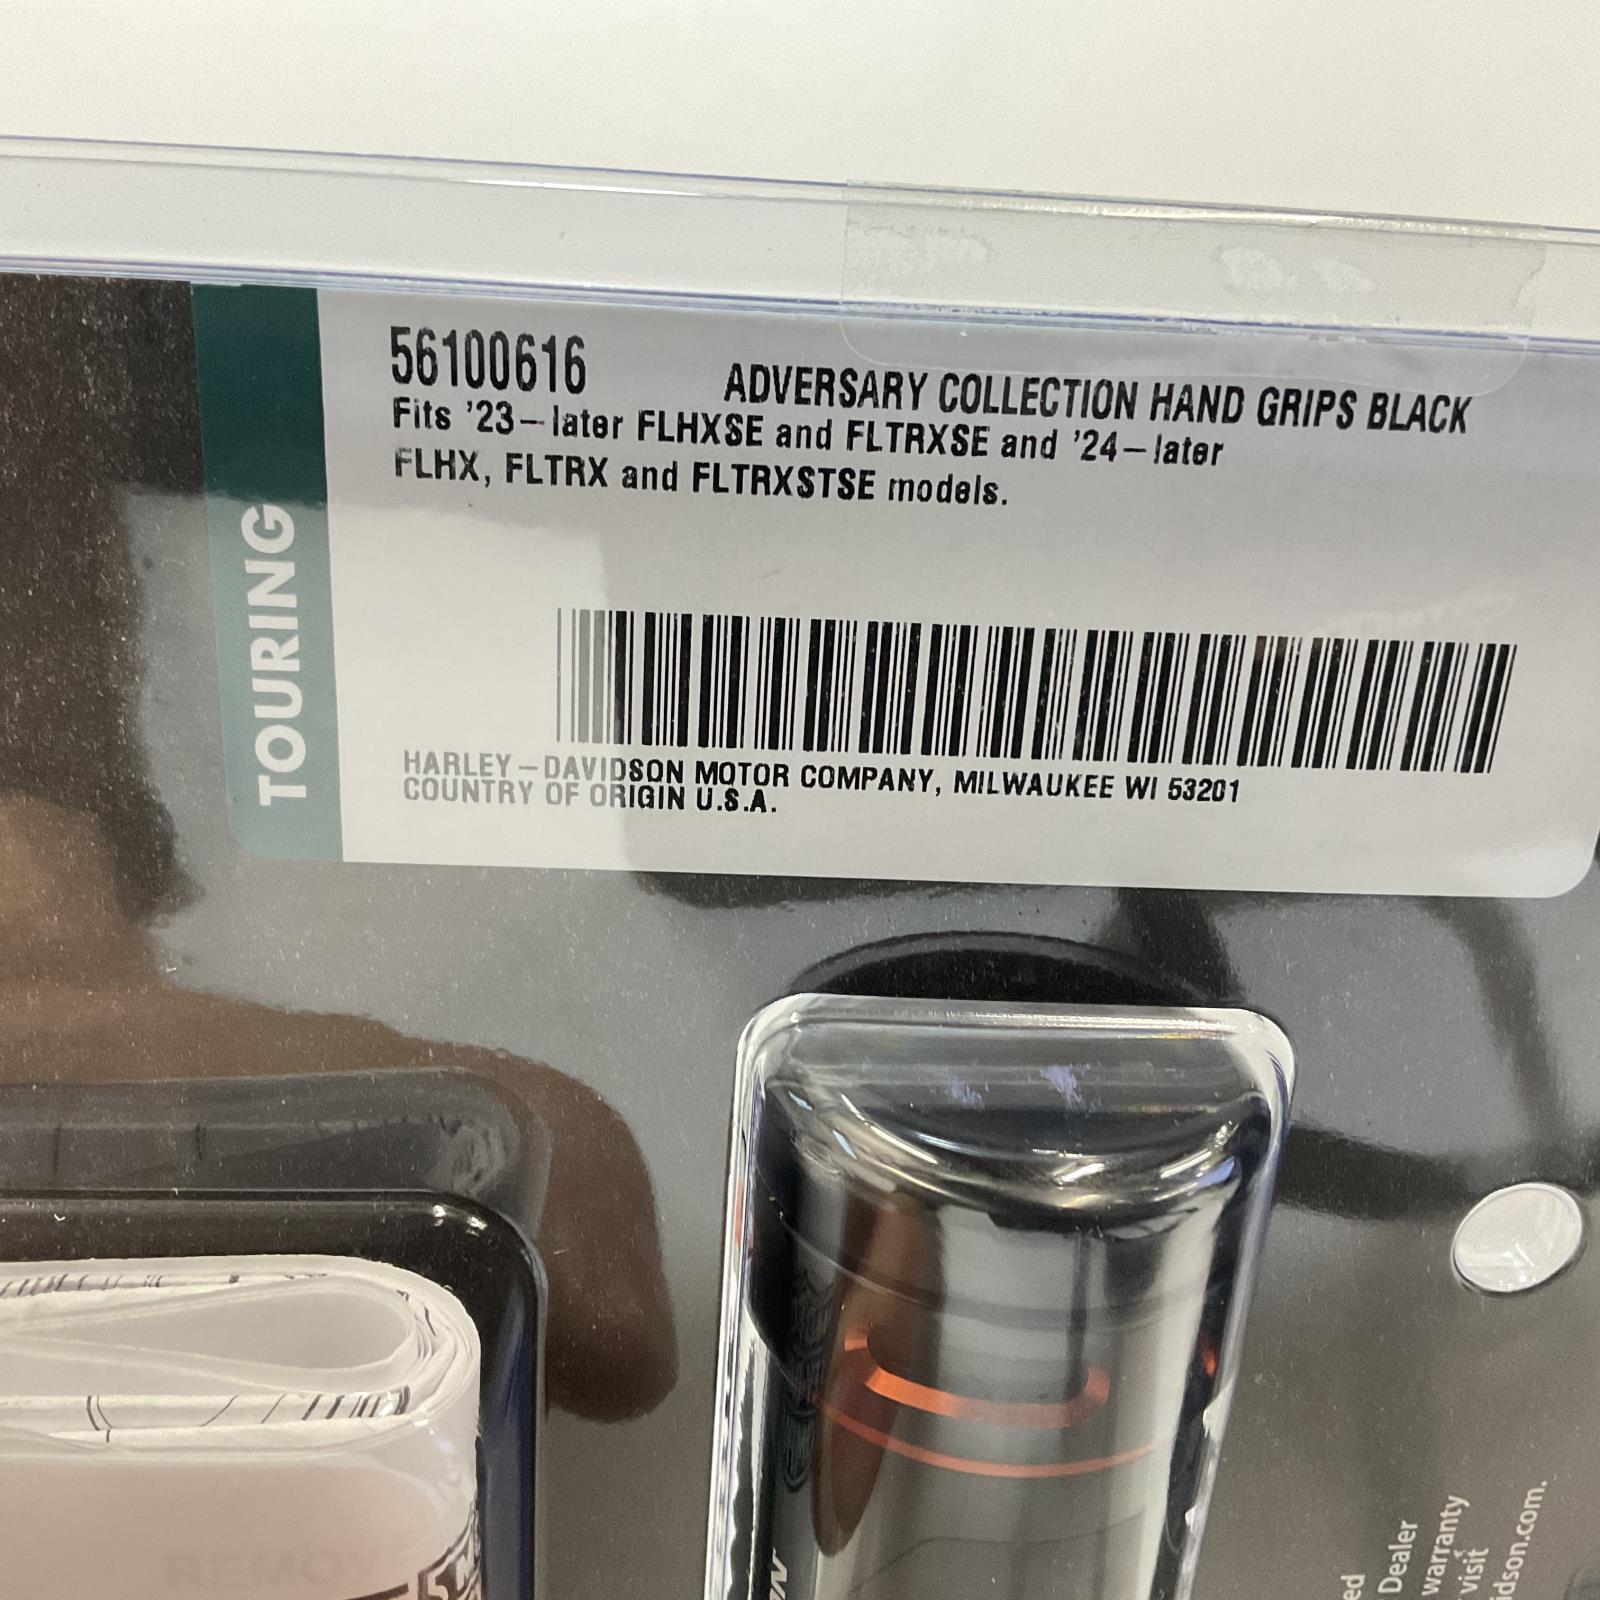 56100616 ADVERSARY COLLECTION HAND GRIPS BLACK
Fits '23-later FLHXSE and FLTRXSE and '24-later
FLHX, FLTRX and FLTRXSTSE models.
TOURING
HARLEY-DAVIDSON MOTOR COMPANY, MILWAUKEE WI 53201
COUNTRY OF ORIGIN U.S.A.
Dealer
warranty
visit
idson.com.